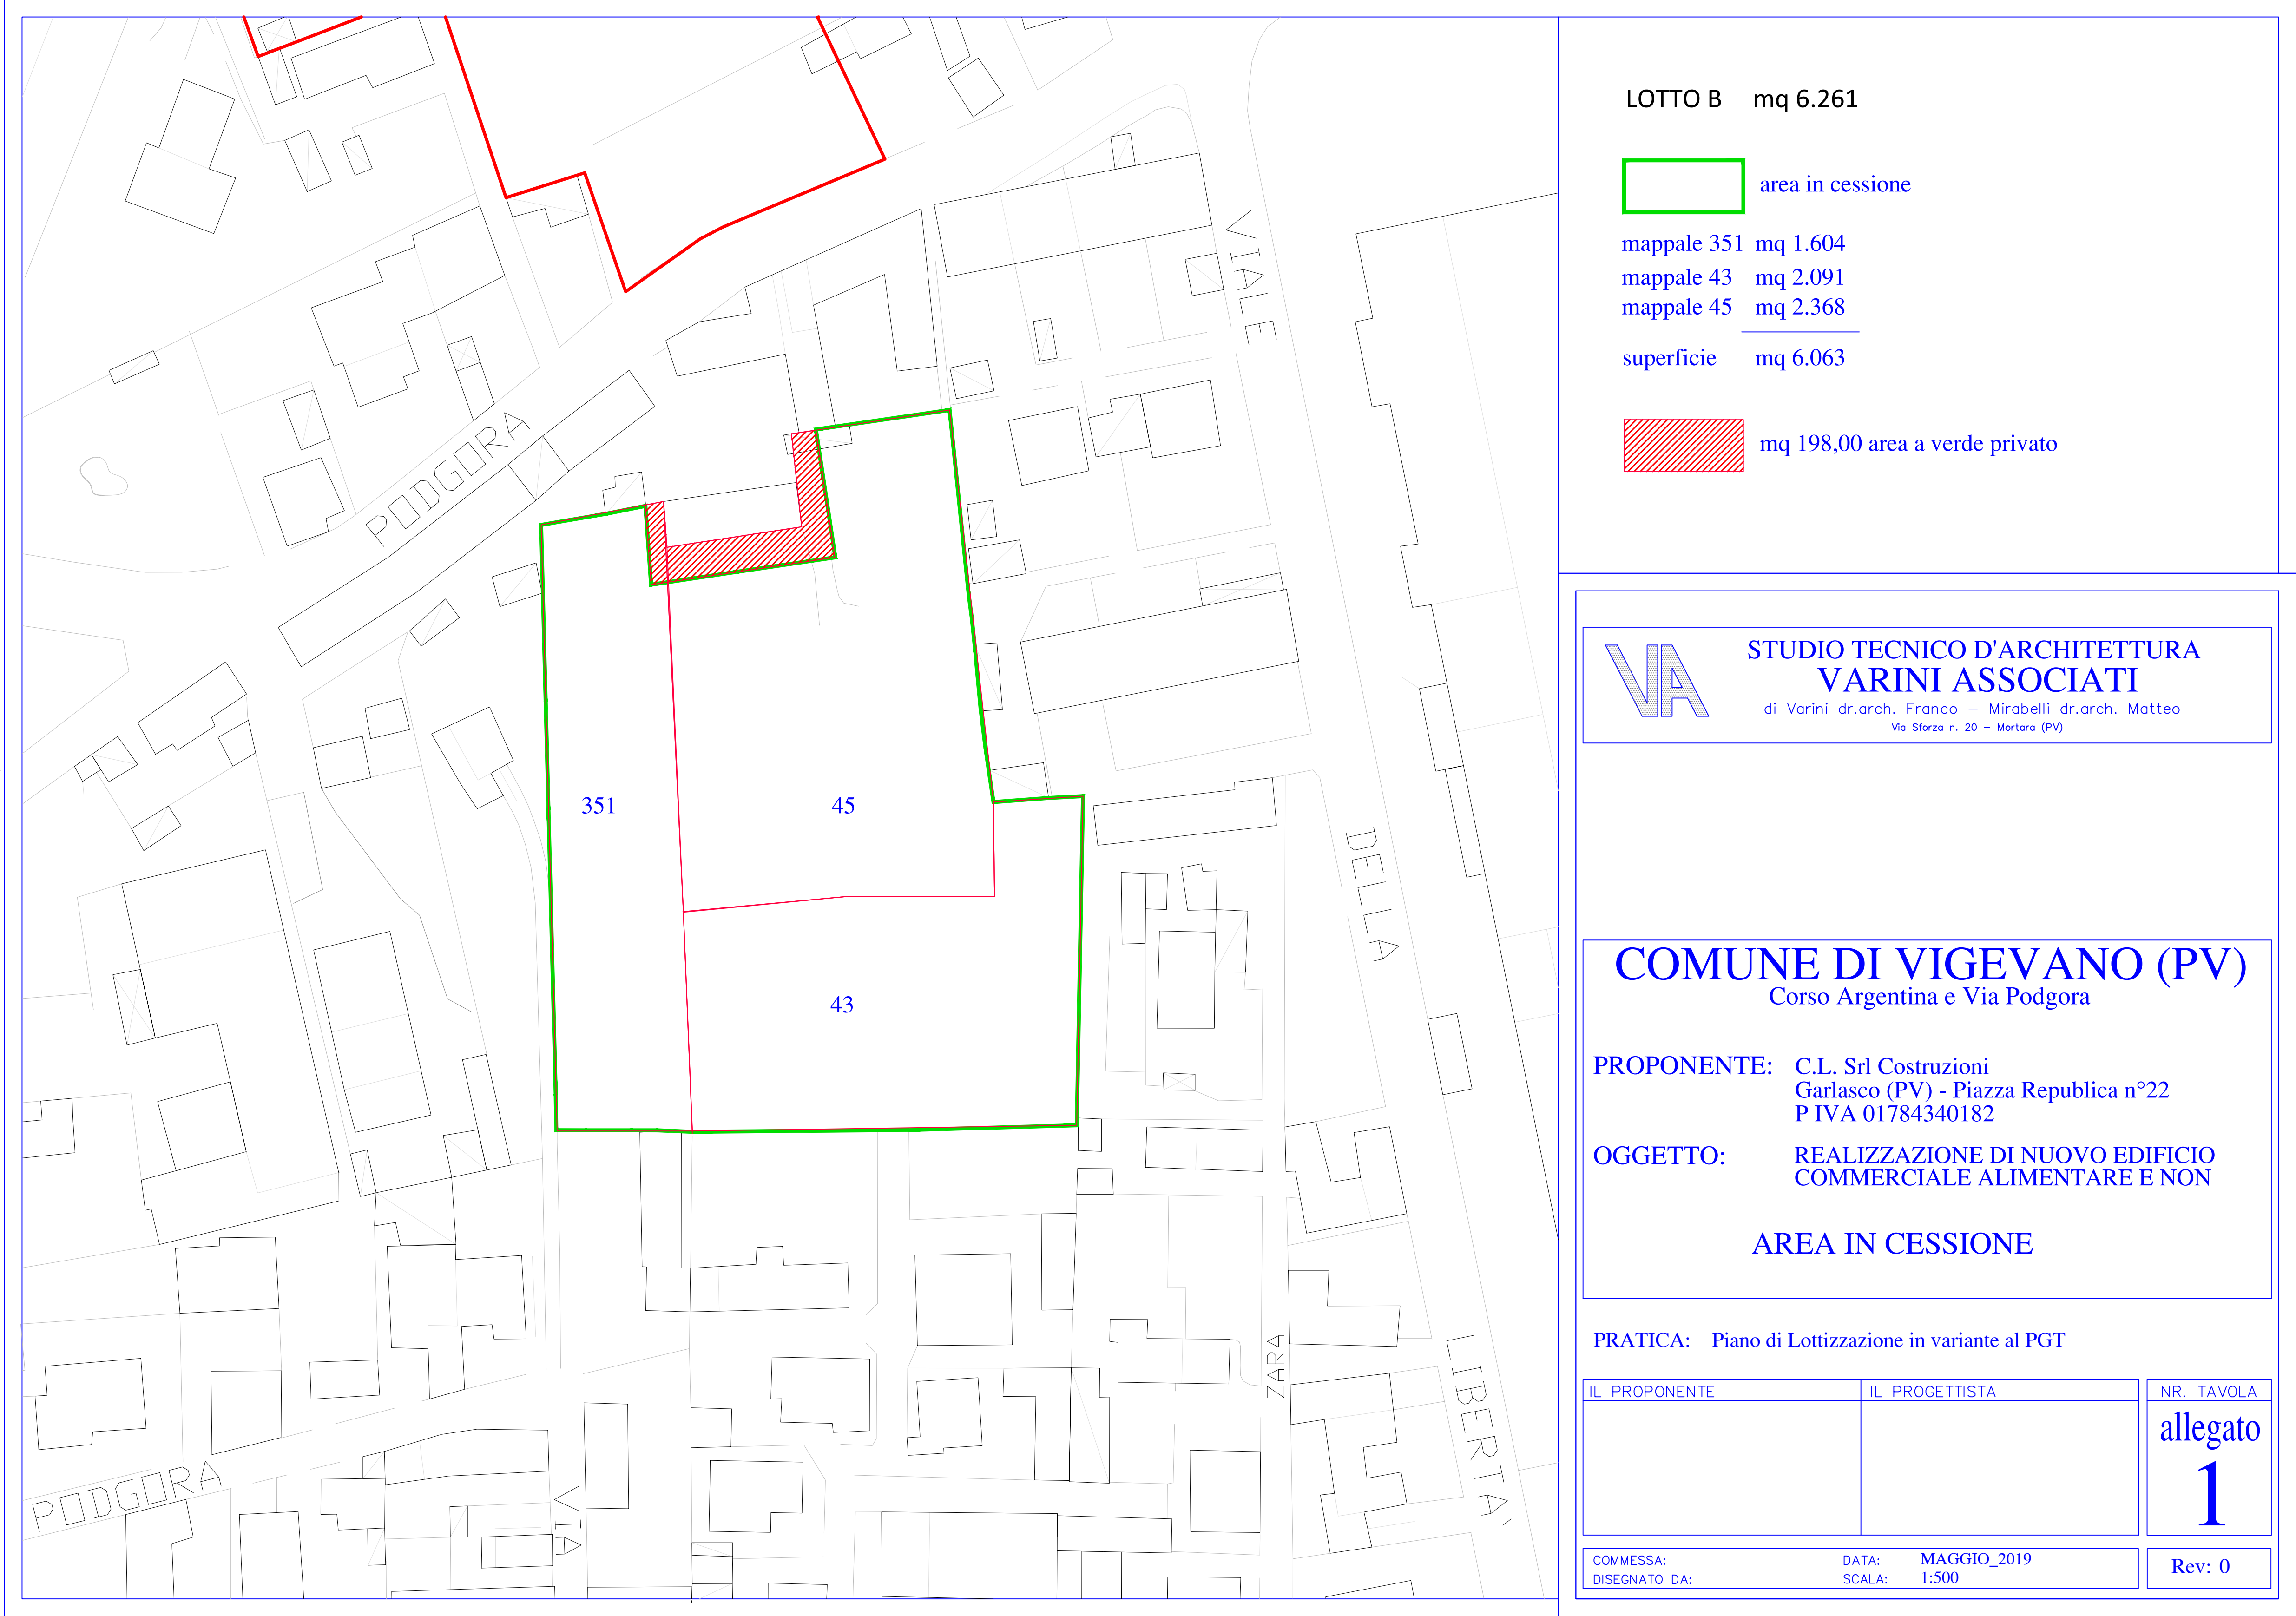 LOTTO B mq 6.261
area in cessione
mappale 351 mq 1.604
mappale 43 mq 2.091
mappale 45 mq 2.368
superficie mq 6.063
mq 198,00 area a verde privato
VIALE
DELLA
LIBERTA'
PODGORA
351
45
43
ZARA
PODGORA
VIA
VA
STUDIO TECNICO D'ARCHITETTURA
VARINI ASSOCIATI
di Varini dr.arch. Franco – Mirabelli dr.arch. Matteo
Via Sforza n. 20 – Mortara (PV)
COMUNE DI VIGEVANO (PV)
Corso Argentina e Via Podgora
PROPONENTE: C.L. Srl Costruzioni
Garlasco (PV) - Piazza Republica n°22
P IVA 01784340182
OGGETTO: REALIZZAZIONE DI NUOVO EDIFICIO
COMMERCIALE ALIMENTARE E NON
AREA IN CESSIONE
PRATICA: Piano di Lottizzazione in variante al PGT
IL PROPONENTE IL PROGETTISTA NR. TAVOLA
allegato
1
COMMESSA: DATA: MAGGIO_2019
DISEGNATO DA: SCALA: 1:500
Rev: 0